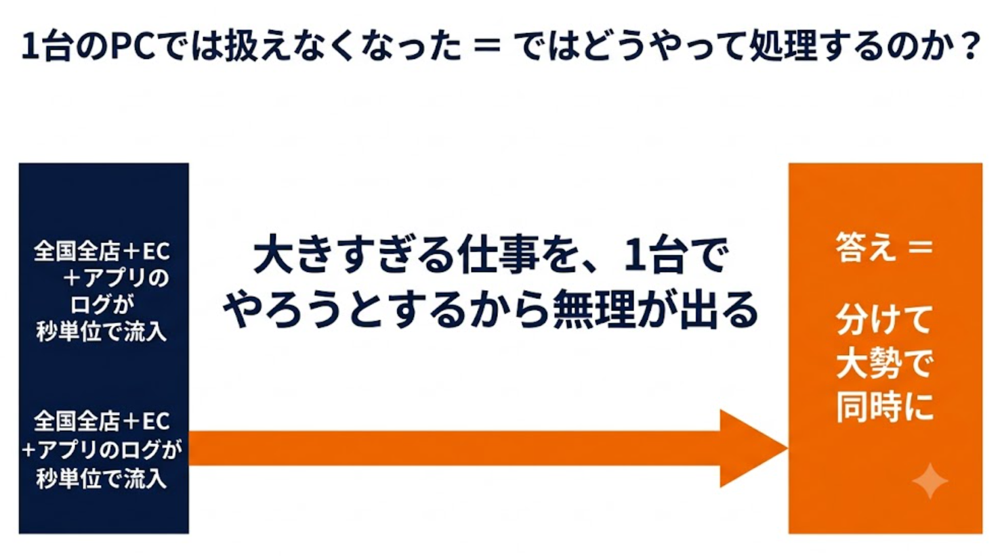 1台のPCでは扱えなくなった = ではどうやって処理するのか？
全国全店＋EC
＋アプリの
ログが
秒単位で流入
全国全店＋EC
+アプリのログが
秒単位で流入
大きすぎる仕事を、1台で
やろうとするから無理が出る
答え =
分けて
大勢で
同時に